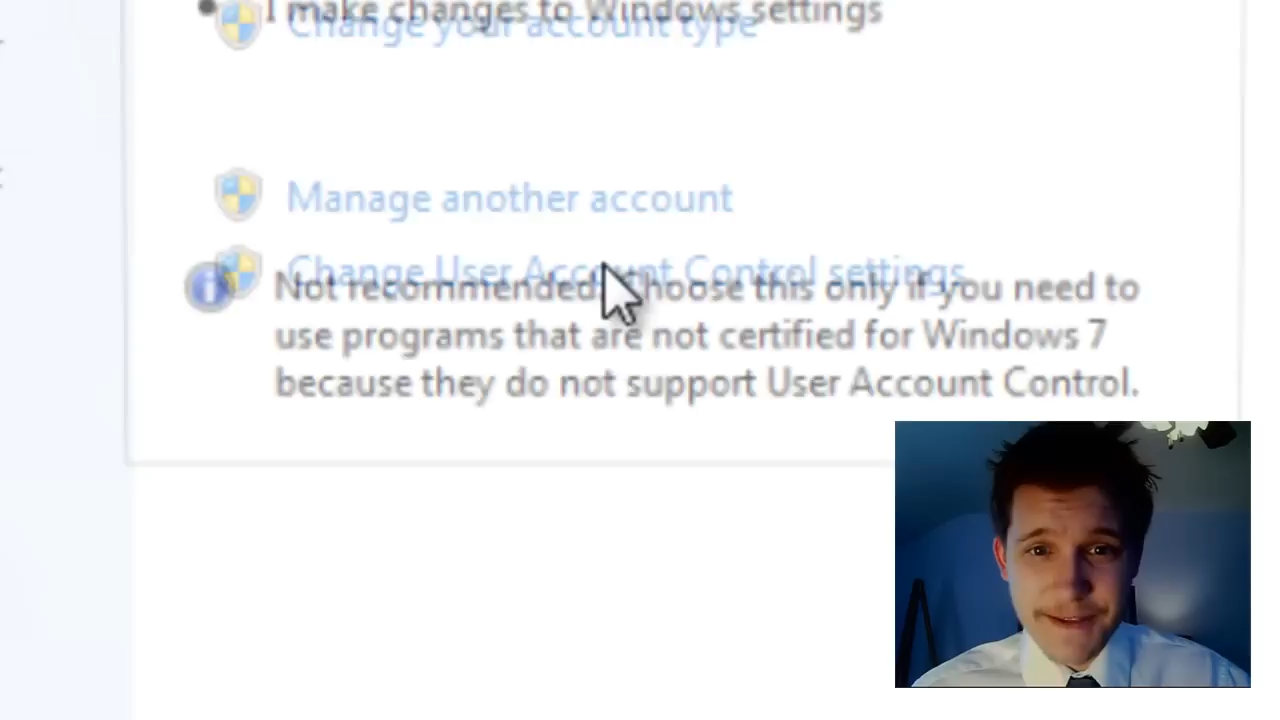 I make changes to Windows settings
Change your account type
Manage another account
Change User Account Control settings
Not recommended. Choose this only if you need to
use programs that are not certified for Windows 7
because they do not support User Account Control.